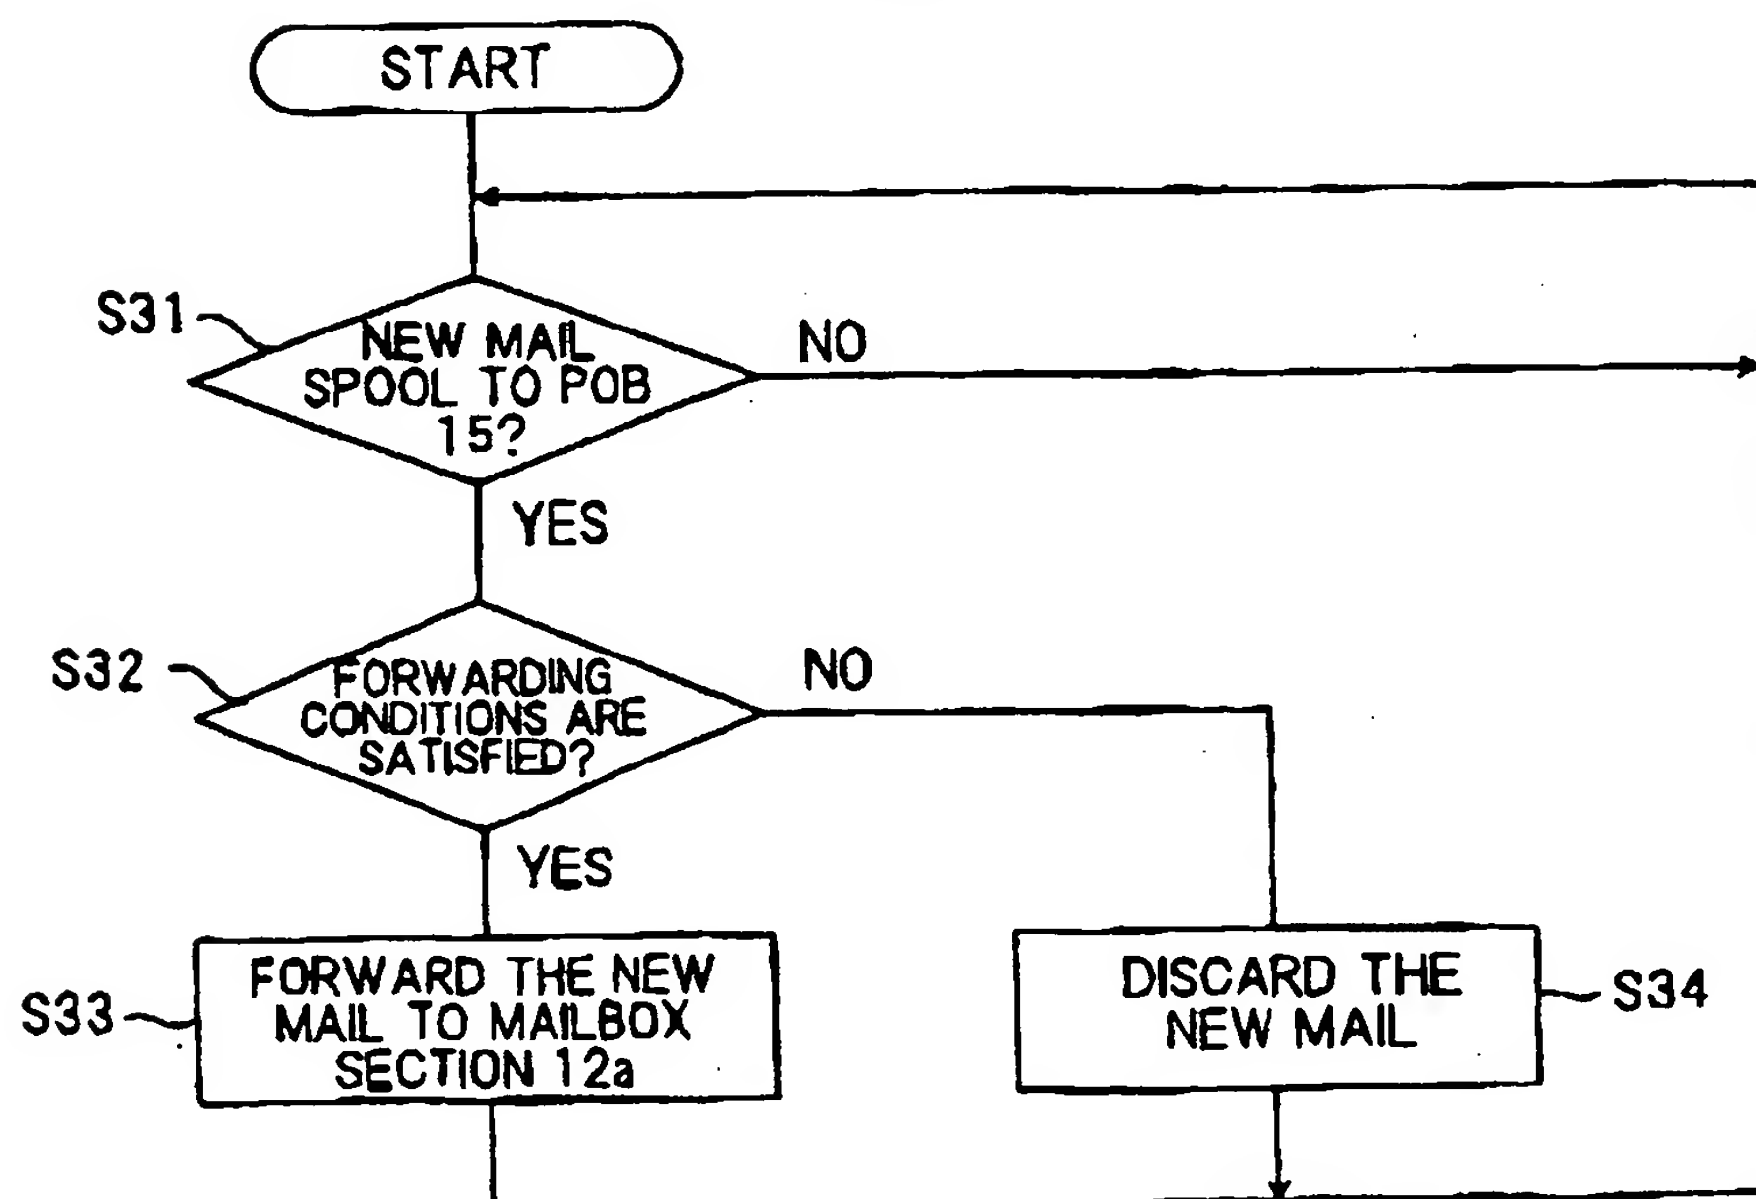 START
S31
NEW MAIL
SPOOL TO POB
15?
NO
YES
S32
FORWARDING
CONDITIONS ARE
SATISFIED?
NO
YES
S33
FORWARD THE NEW
MAIL TO MAILBOX
SECTION 12a
DISCARD THE
NEW MAIL
S34